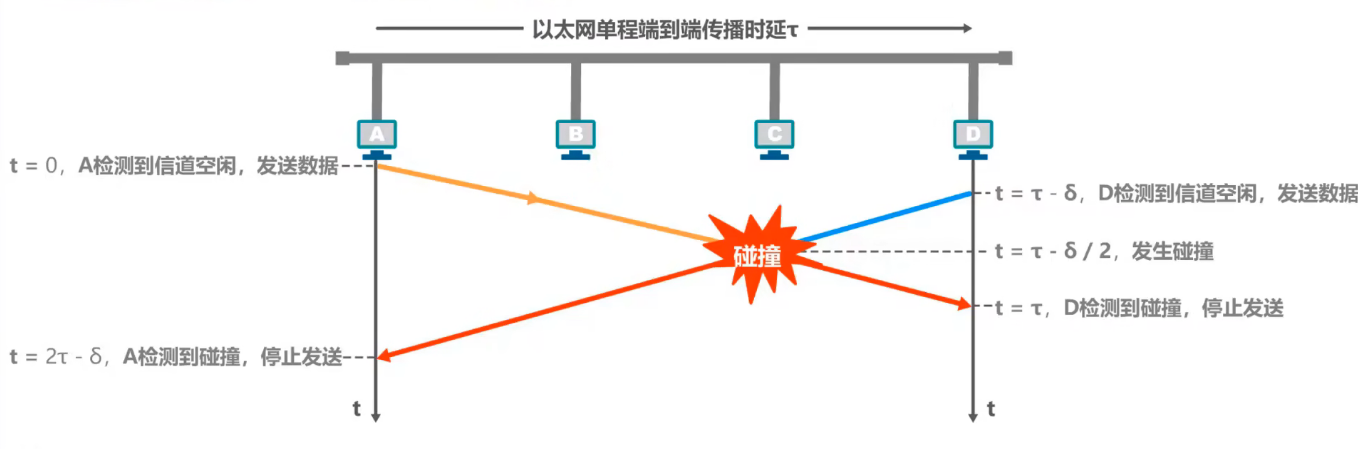 以太网单程端到端传播时延τ
A
B
C
D
t = 0，A检测到信道空闲，发送数据
t = τ - δ，D检测到信道空闲，发送数据
碰撞
t = τ - δ / 2，发生碰撞
t = τ，D检测到碰撞，停止发送
t = 2τ - δ，A检测到碰撞，停止发送
t
t